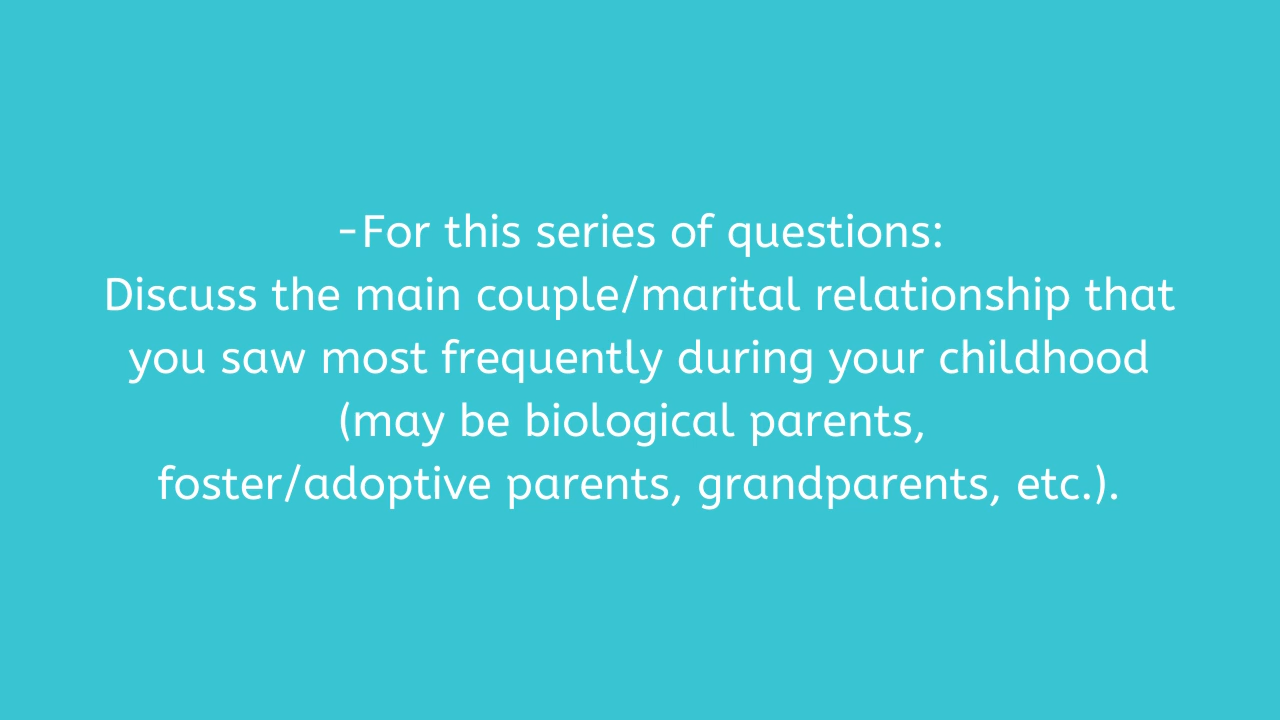 -For this series of questions:
Discuss the main couple/marital relationship that
you saw most frequently during your childhood
(may be biological parents,
foster/adoptive parents, grandparents, etc.).